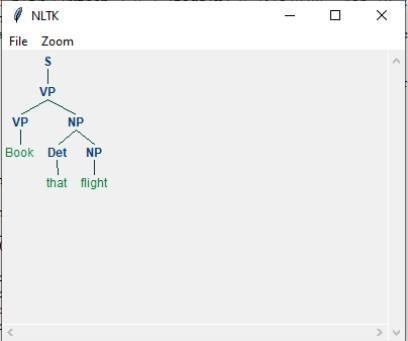 NLTK
File Zoom
S
VP
VP NP
Book Det NP
that flight